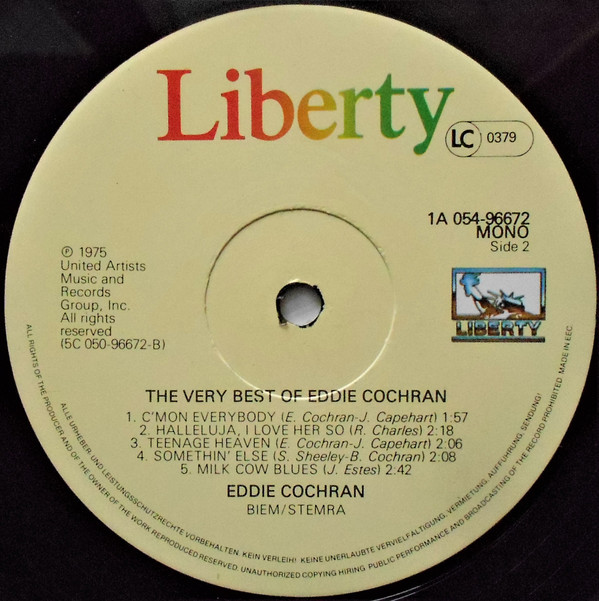 Liberty
LC 0379
1A 054-96672
MONO
Side 2
℗ 1975
United Artists
Music and
Records
Group, Inc.
All rights
reserved
(5C 050-96672-B)
LIBERTY
THE VERY BEST OF EDDIE COCHRAN
1. C'MON EVERYBODY (E. Cochran-J. Capehart) 1:57
2. HALLELUJA, I LOVE HER SO (R. Charles) 2:18
3. TEENAGE HEAVEN (E. Cochran-J. Capehart) 2:06
4. SOMETHIN' ELSE (S. Sheeley-B. Cochran) 2:08
5. MILK COW BLUES (J. Estes) 2:42
EDDIE COCHRAN
BIEM/STEMRA
ALLE URHEBER- UND LEISTUNGSSCHUTZRECHTE VORBEHALTEN. KEIN VERLEIH! KEINE UNERLAUBTE VERVIELFÄLTIGUNG, VERMIETUNG, AUFFÜHRUNG, SENDUNG!
ALL RIGHTS OF THE PRODUCER AND OF THE OWNER OF THE WORK REPRODUCED RESERVED. UNAUTHORIZED COPYING HIRING, PUBLIC PERFORMANCE AND BROADCASTING OF THE RECORD PROHIBITED. MADE IN EEC